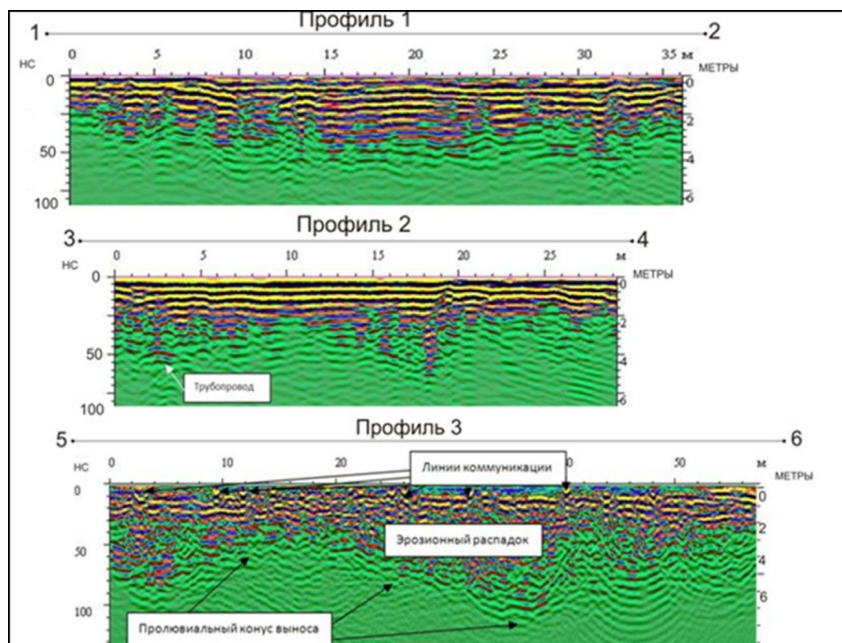 Профиль 1
1 2
0 5 10 15 20 25 30 35 м
НС МЕТРЫ
0 0
2
50 4
6
100
Профиль 2
3 4
0 5 10 15 20 25 м
НС МЕТРЫ
0 0
2
50 4
Трубопровод
6
100
Профиль 3
5 6
0 10 20 40 50 м
Линии коммуникации
НС МЕТРЫ
0 0
2
Эрозионный распадок
50 4
6
100
Пролювиальный конус выноса